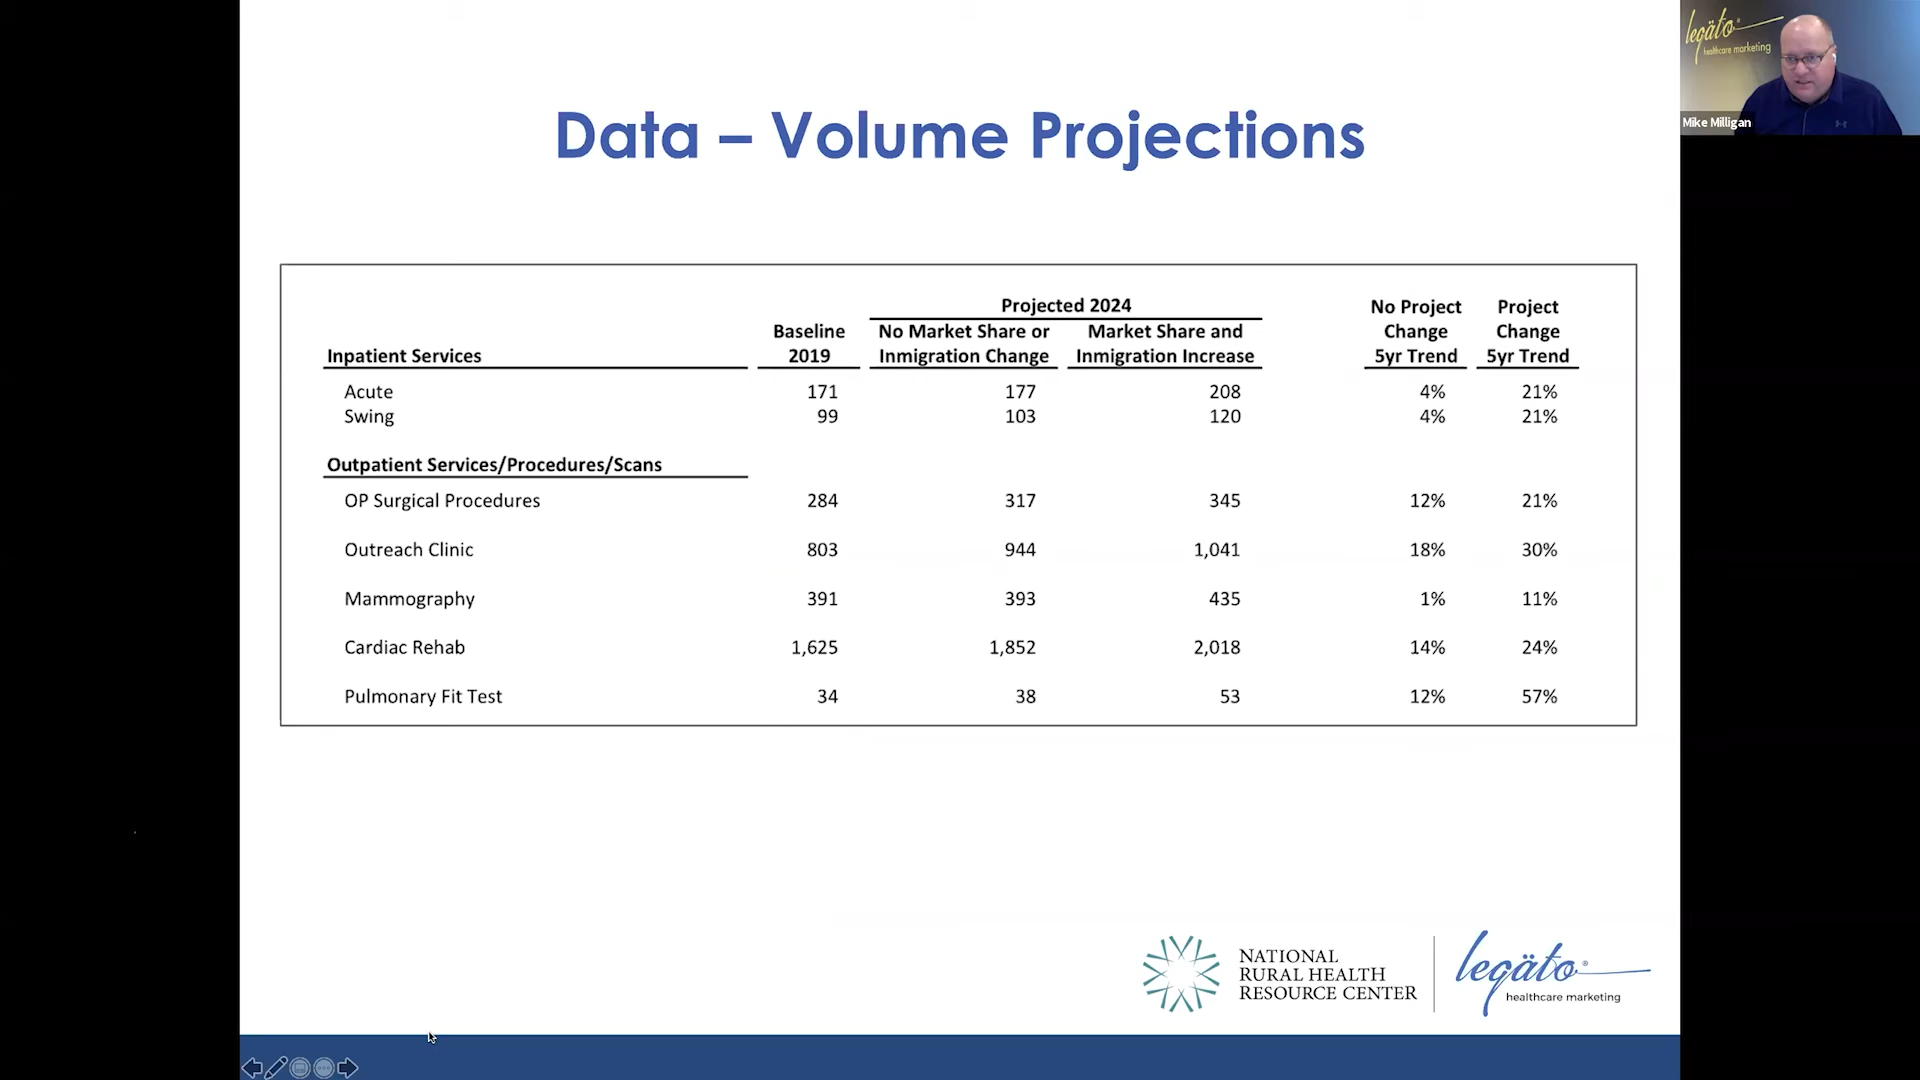 legäto®
healthcare marketing
Mike Milligan
Data – Volume Projections
Projected 2024
No Project Project
Baseline No Market Share or Market Share and Change Change
Inpatient Services 2019 Inmigration Change Inmigration Increase 5yr Trend 5yr Trend
Acute 171 177 208 4% 21%
Swing 99 103 120 4% 21%
Outpatient Services/Procedures/Scans
OP Surgical Procedures 284 317 345 12% 21%
Outreach Clinic 803 944 1,041 18% 30%
Mammography 391 393 435 1% 11%
Cardiac Rehab 1,625 1,852 2,018 14% 24%
Pulmonary Fit Test 34 38 53 12% 57%
NATIONAL
RURAL HEALTH
RESOURCE CENTER
legäto®
healthcare marketing